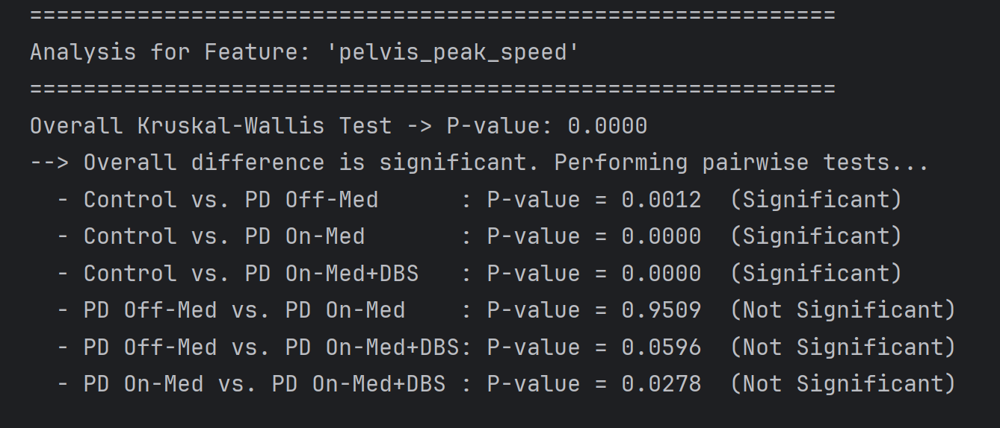 ============================================================
Analysis for Feature: 'pelvis_peak_speed'
============================================================
Overall Kruskal-Wallis Test -> P-value: 0.0000
--> Overall difference is significant. Performing pairwise tests...
  - Control vs. PD Off-Med      : P-value = 0.0012  (Significant)
  - Control vs. PD On-Med       : P-value = 0.0000  (Significant)
  - Control vs. PD On-Med+DBS   : P-value = 0.0000  (Significant)
  - PD Off-Med vs. PD On-Med    : P-value = 0.9509  (Not Significant)
  - PD Off-Med vs. PD On-Med+DBS: P-value = 0.0596  (Not Significant)
  - PD On-Med vs. PD On-Med+DBS : P-value = 0.0278  (Not Significant)